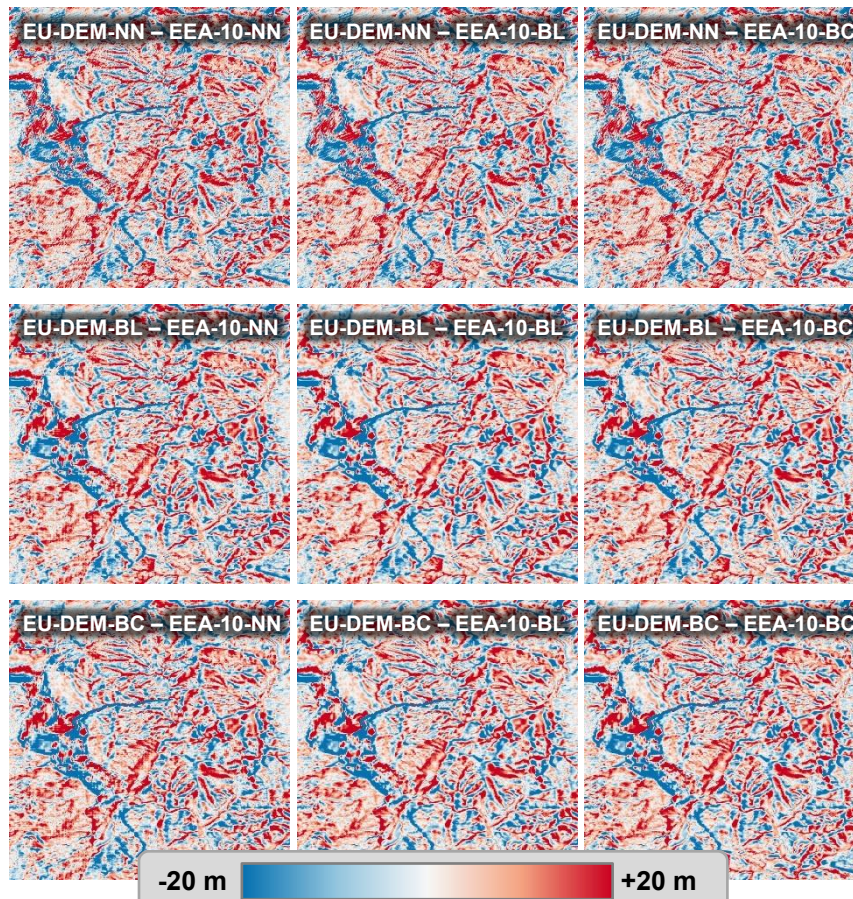 EU-DEM-NN – EEA-10-NN
EU-DEM-NN – EEA-10-BL
EU-DEM-NN – EEA-10-BC
EU-DEM-BL – EEA-10-NN
EU-DEM-BL – EEA-10-BL
EU-DEM-BL – EEA-10-BC
EU-DEM-BC – EEA-10-NN
EU-DEM-BC – EEA-10-BL
EU-DEM-BC – EEA-10-BC
-20 m
+20 m